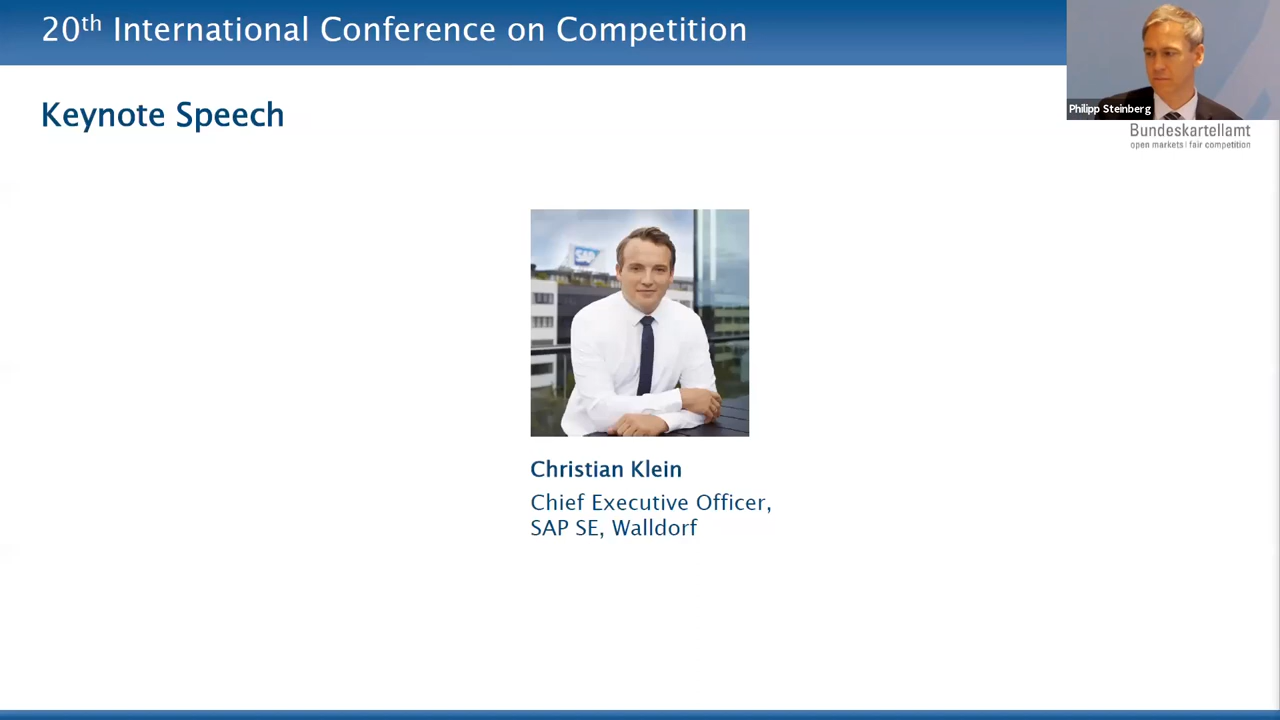 20th International Conference on Competition
Philipp Steinberg
Keynote Speech
Bundeskartellamt
open markets | fair competition
SAP
Christian Klein
Chief Executive Officer,
SAP SE, Walldorf